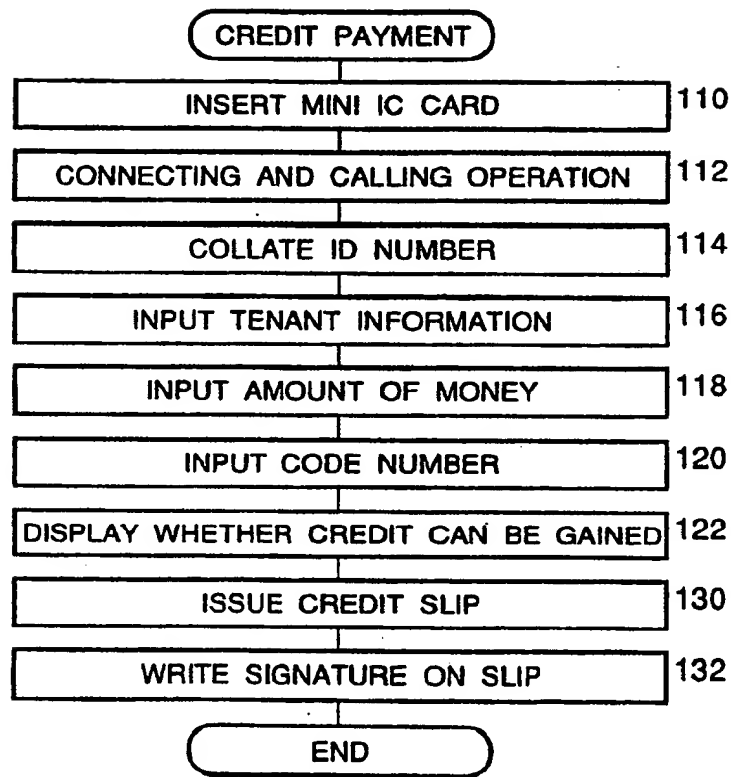 CREDIT PAYMENT
INSERT MINI IC CARD 110
CONNECTING AND CALLING OPERATION 112
COLLATE ID NUMBER 114
INPUT TENANT INFORMATION 116
INPUT AMOUNT OF MONEY 118
INPUT CODE NUMBER 120
DISPLAY WHETHER CREDIT CAN BE GAINED 122
ISSUE CREDIT SLIP 130
WRITE SIGNATURE ON SLIP 132
END